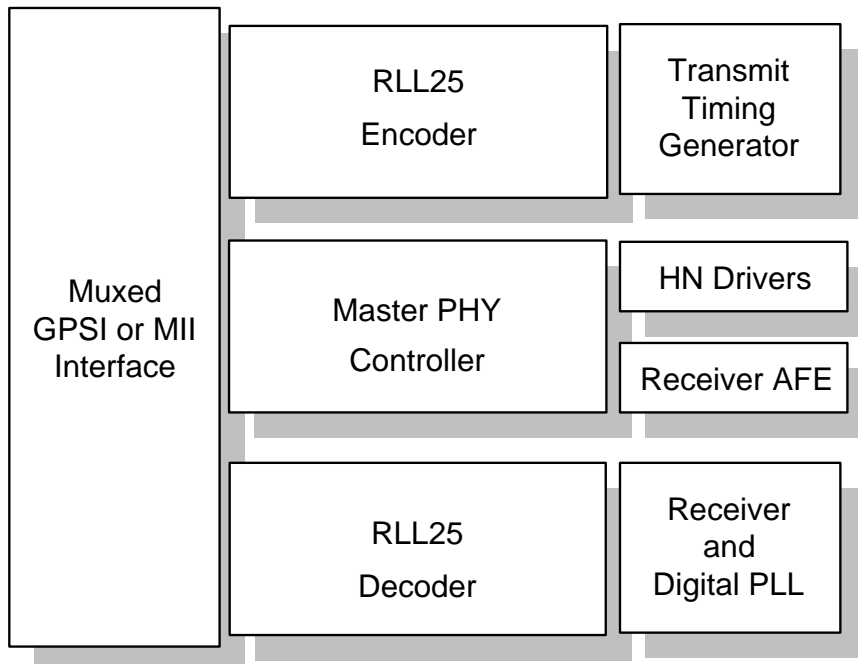 Muxed
GPSI or MII
Interface
RLL25
Encoder
Transmit
Timing
Generator
Master PHY
Controller
HN Drivers
Receiver AFE
RLL25
Decoder
Receiver
and
Digital PLL